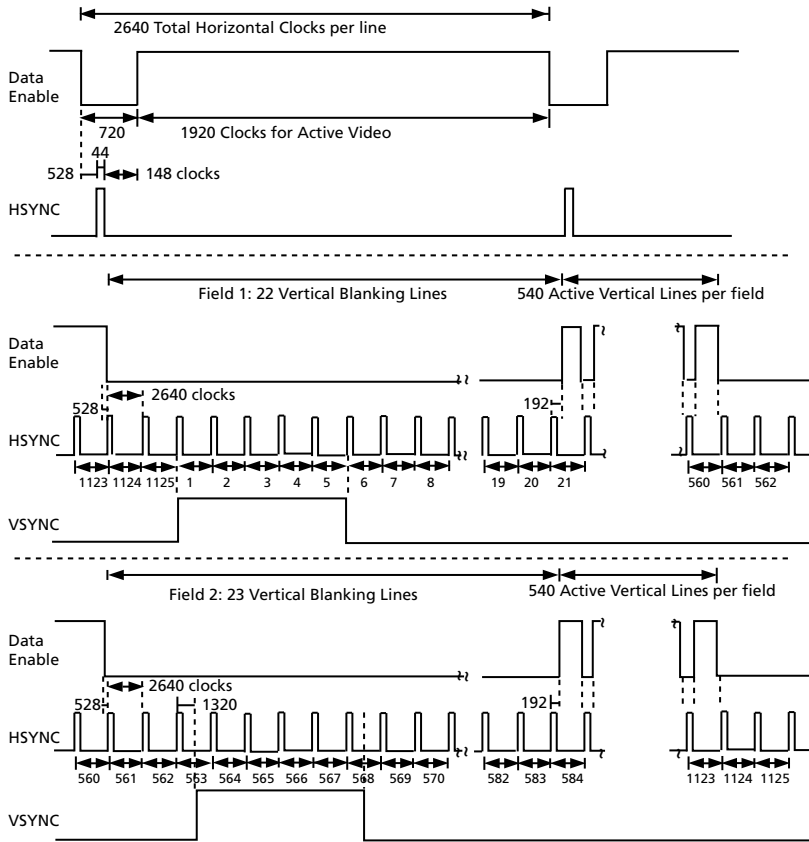 2640 Total Horizontal Clocks per line
Data
Enable
720
1920 Clocks for Active Video
44
528
148 clocks
HSYNC
Field 1: 22 Vertical Blanking Lines
540 Active Vertical Lines per field
Data
Enable
2640 clocks
528
192
HSYNC
1123 1124 1125 1 2 3 4 5 6 7 8 19 20 21 560 561 562
VSYNC
Field 2: 23 Vertical Blanking Lines
540 Active Vertical Lines per field
Data
Enable
2640 clocks
528
1320
192
HSYNC
560 561 562 563 564 565 566 567 568 569 570 582 583 584 1123 1124 1125
VSYNC